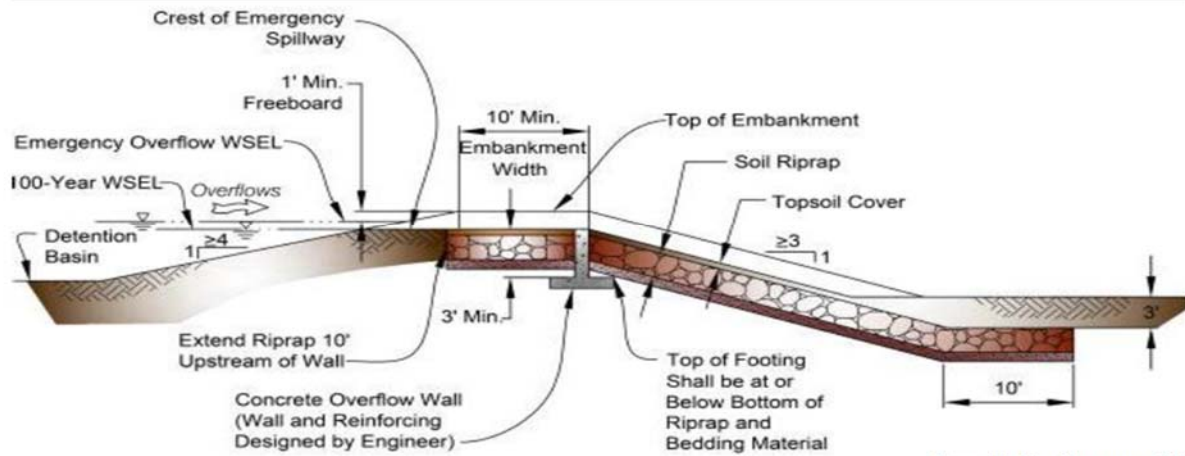 Crest of Emergency
Spillway
1' Min.
Freeboard
10' Min.
Embankment
Width
Top of Embankment
Emergency Overflow WSEL
Soil Riprap
100-Year WSEL
Overflows
Topsoil Cover
Detention
Basin
≥4
1
≥3
1
3' Min.
3'
Extend Riprap 10'
Upstream of Wall
10'
Concrete Overflow Wall
(Wall and Reinforcing
Designed by Engineer)
Top of Footing
Shall be at or
Below Bottom of
Riprap and
Bedding Material